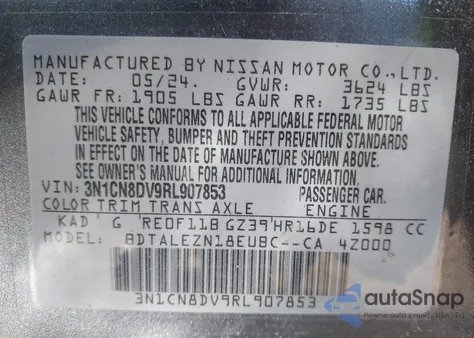 MANUFACTURED BY NISSAN MOTOR CO., LTD.
DATE: 05/24. GVWR: 3624 LBS
GAWR FR: 1905 LBS GAWR RR: 1735 LBS
THIS VEHICLE CONFORMS TO ALL APPLICABLE FEDERAL MOTOR
VEHICLE SAFETY, BUMPER AND THEFT PREVENTION STANDARDS
IN EFFECT ON THE DATE OF MANUFACTURE SHOWN ABOVE.
SEE OWNER'S MANUAL FOR ADDITIONAL INFORMATION.
VIN: 3N1CN8DV9RL907853 PASSENGER CAR.
COLOR TRIM TRANS AXLE ENGINE
KAD G RE0F11B GZ39 HR16DE 1598 CC
MODEL: BDTALEZN18EUBC--CA 4Z000
3N1CN8DV9RL907853
autoSnap